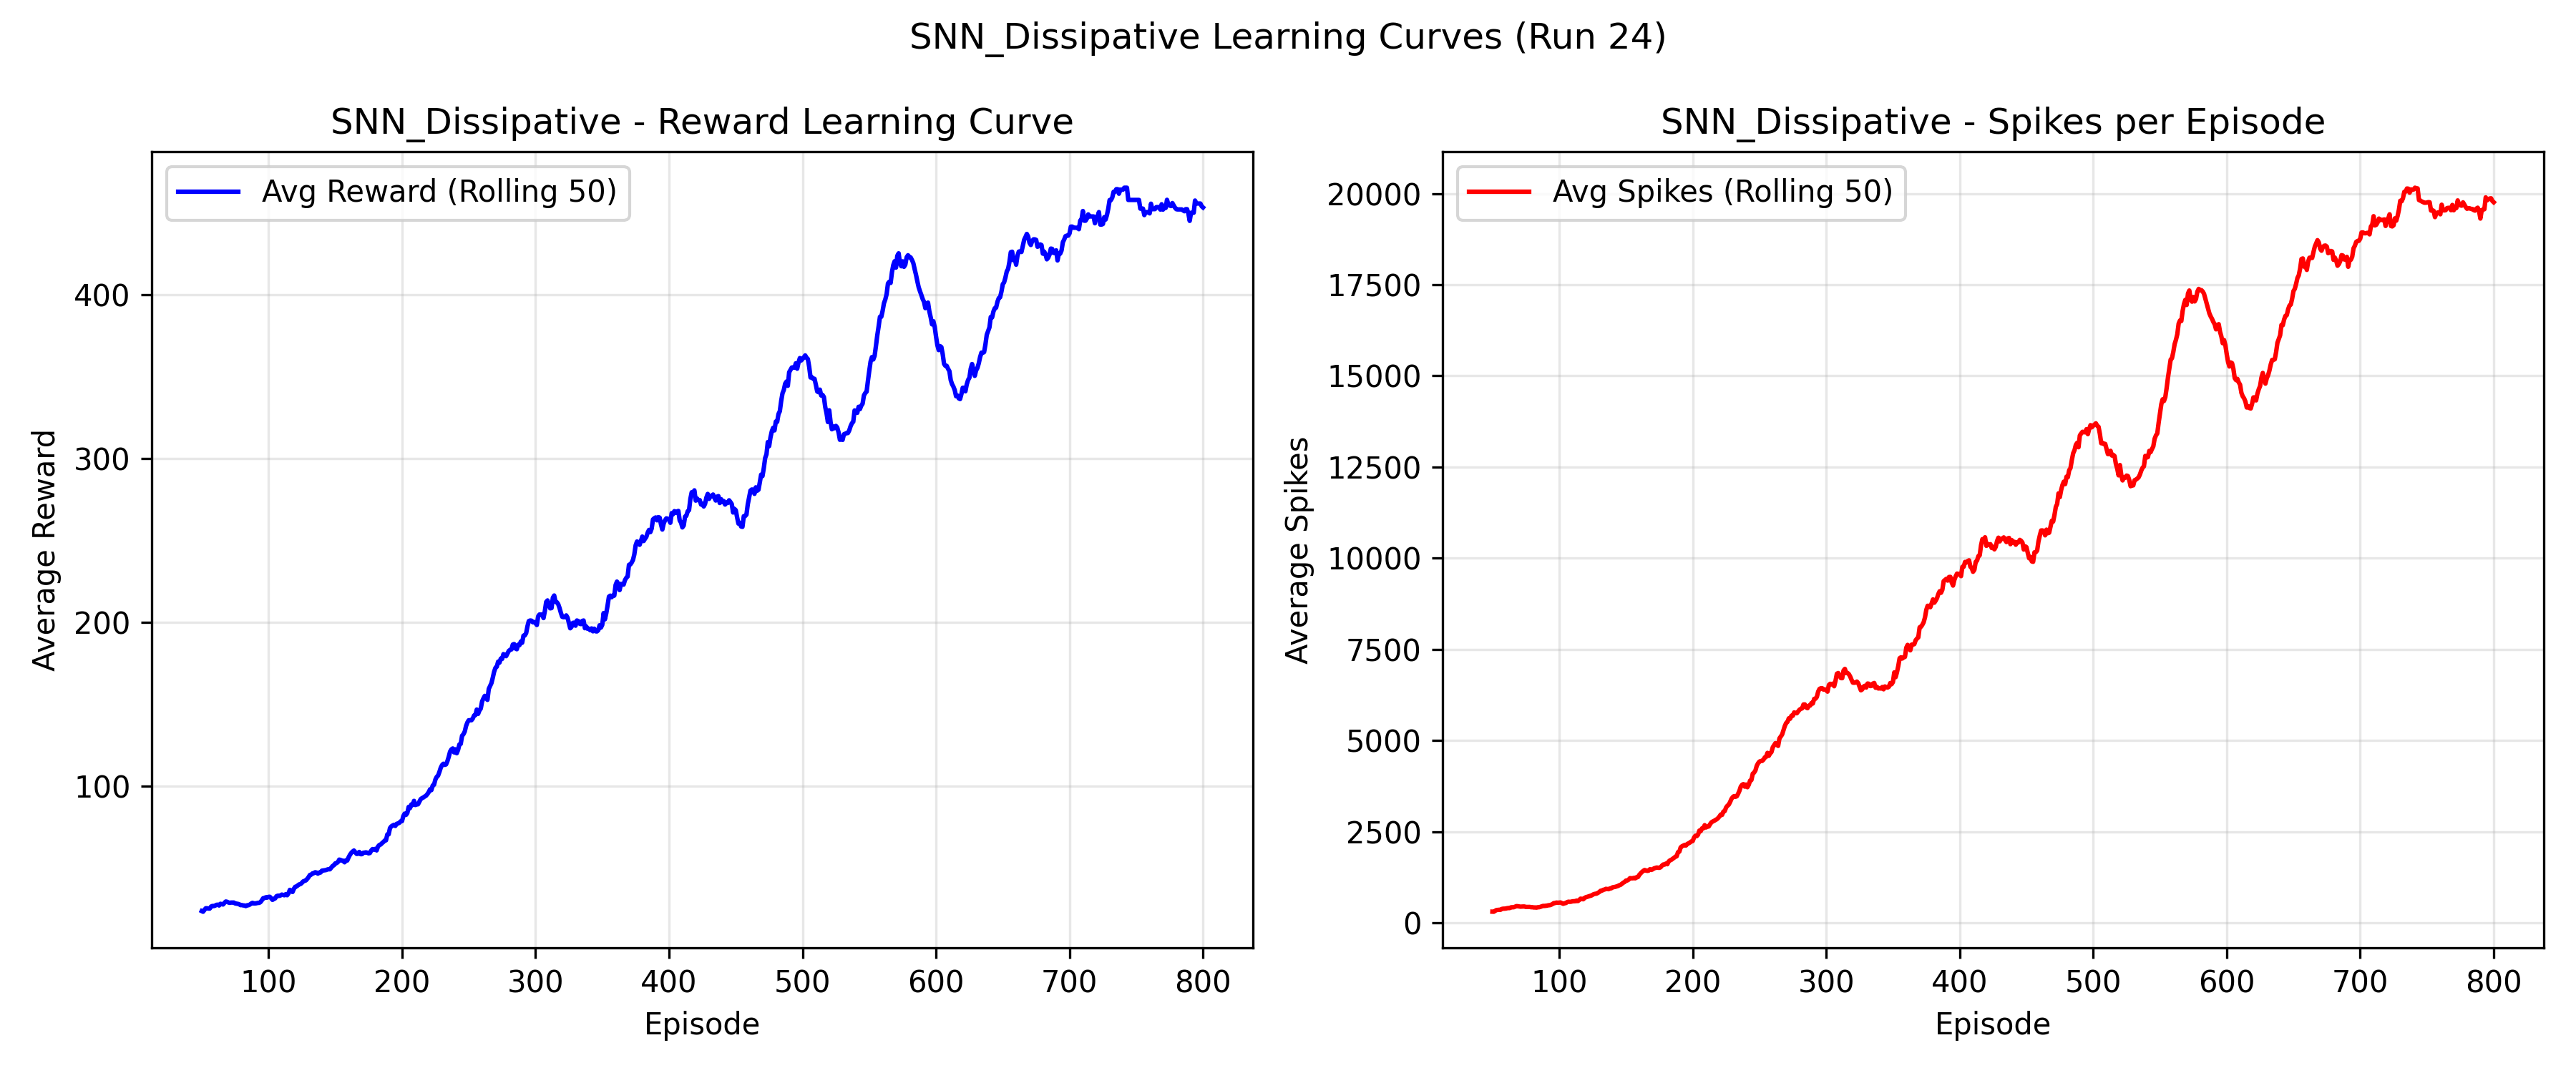 SNN_Dissipative Learning Curves (Run 24)
SNN_Dissipative - Reward Learning Curve
Avg Reward (Rolling 50)
Average Reward
400
300
200
100
100 200 300 400 500 600 700 800
Episode
SNN_Dissipative - Spikes per Episode
Avg Spikes (Rolling 50)
Average Spikes
20000
17500
15000
12500
10000
7500
5000
2500
0
100 200 300 400 500 600 700 800
Episode